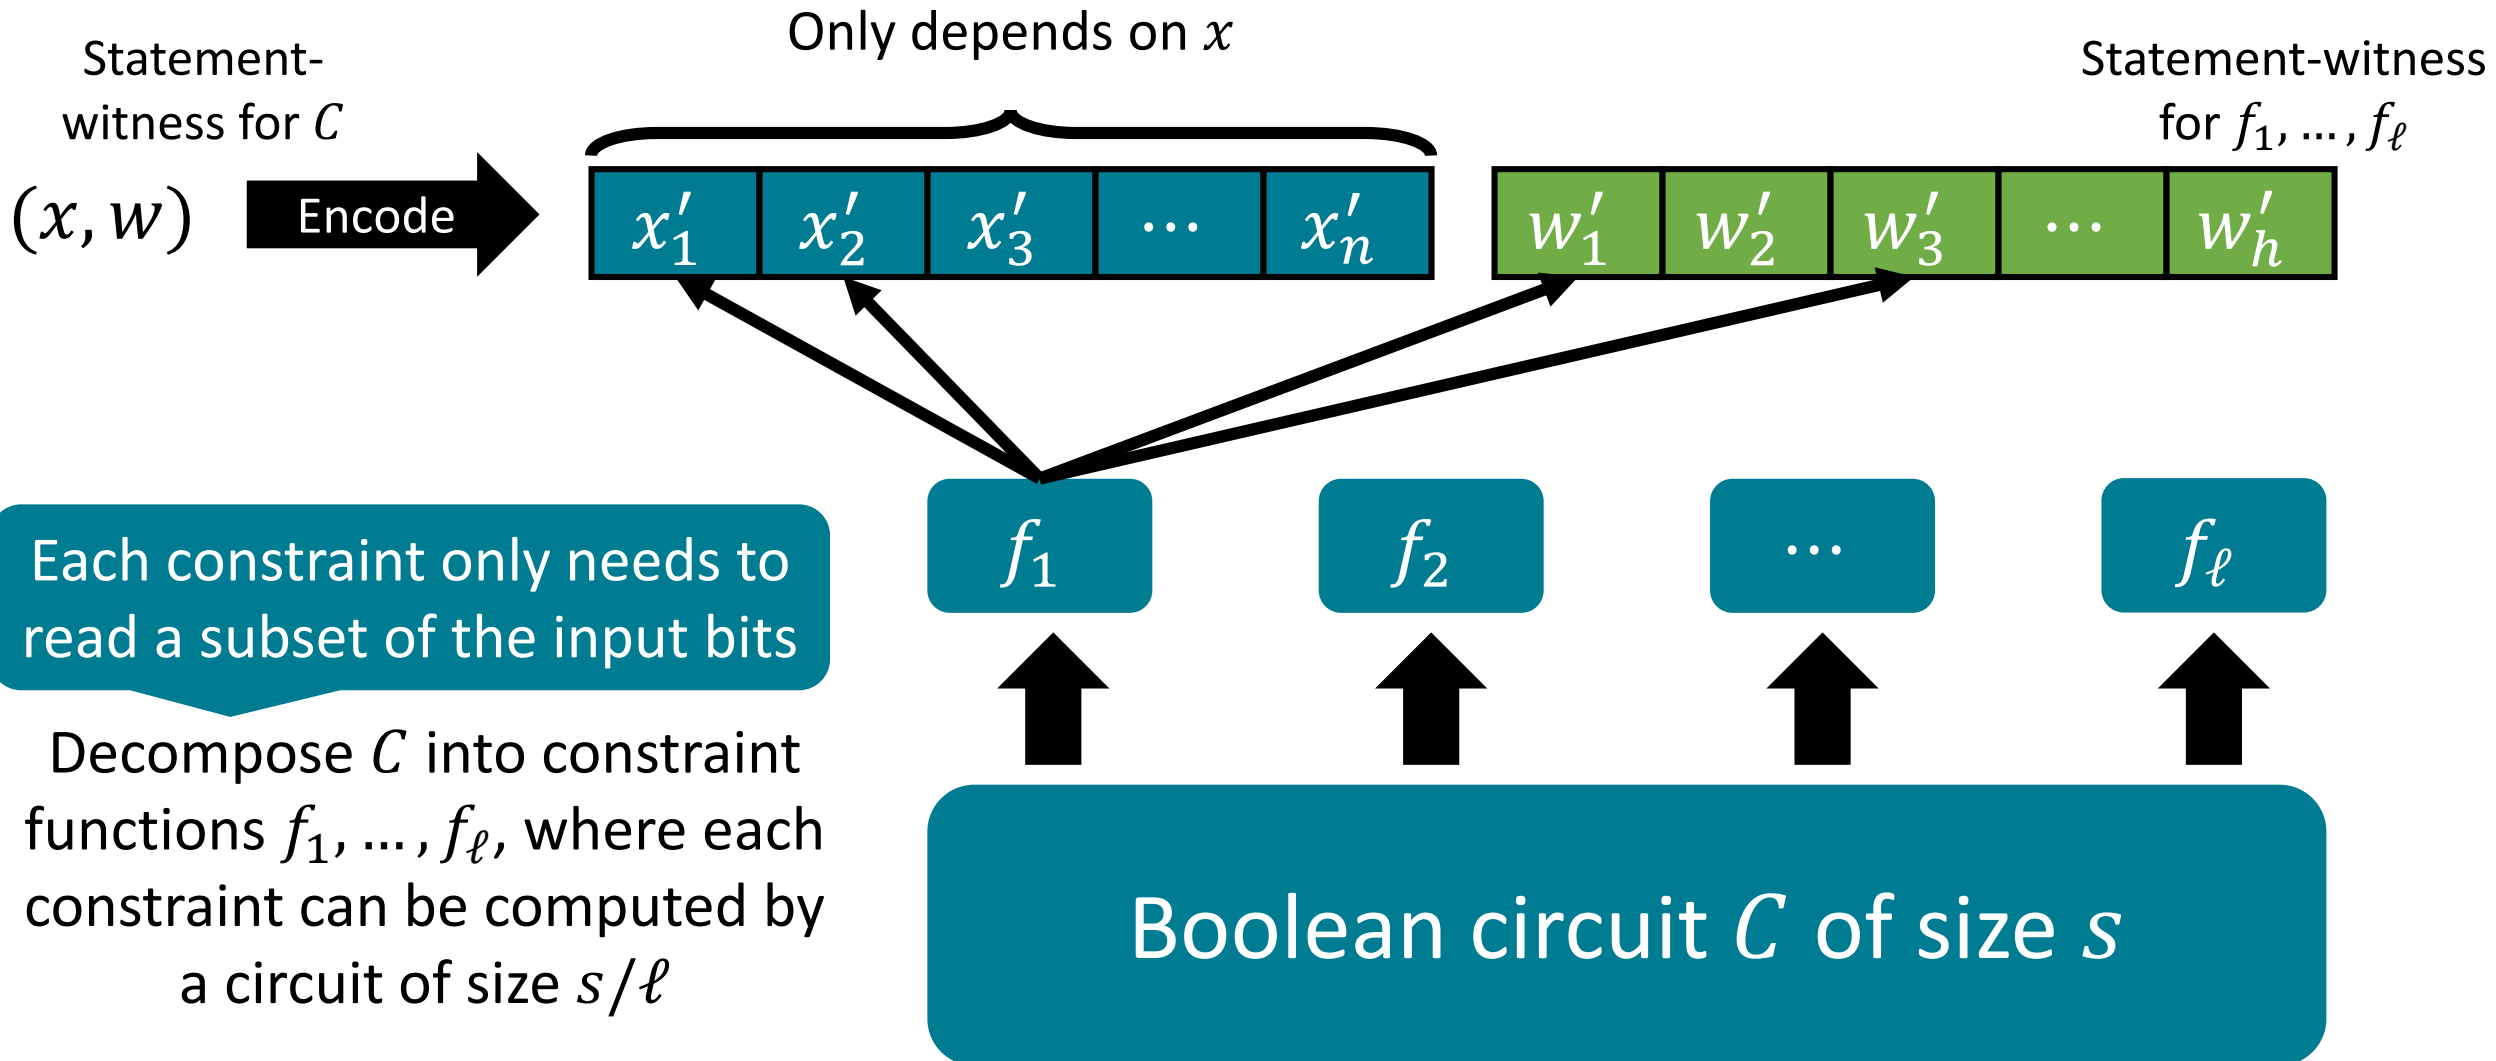 Only depends on 𝑥
Statement-
witness for 𝐶
Statement-witness
for 𝑓₁, …, 𝑓ℓ
(𝑥, 𝑤)
Encode
𝑥′₁ 𝑥′₂ 𝑥′₃ ⋯ 𝑥′ₙ
𝑤′₁ 𝑤′₂ 𝑤′₃ ⋯ 𝑤′ₕ
𝑓₁ 𝑓₂ ⋯ 𝑓ℓ
Each constraint only needs to
read a subset of the input bits
Decompose 𝐶 into constraint
functions 𝑓₁, …, 𝑓ℓ, where each
constraint can be computed by
a circuit of size 𝑠/ℓ
Boolean circuit 𝐶 of size 𝑠